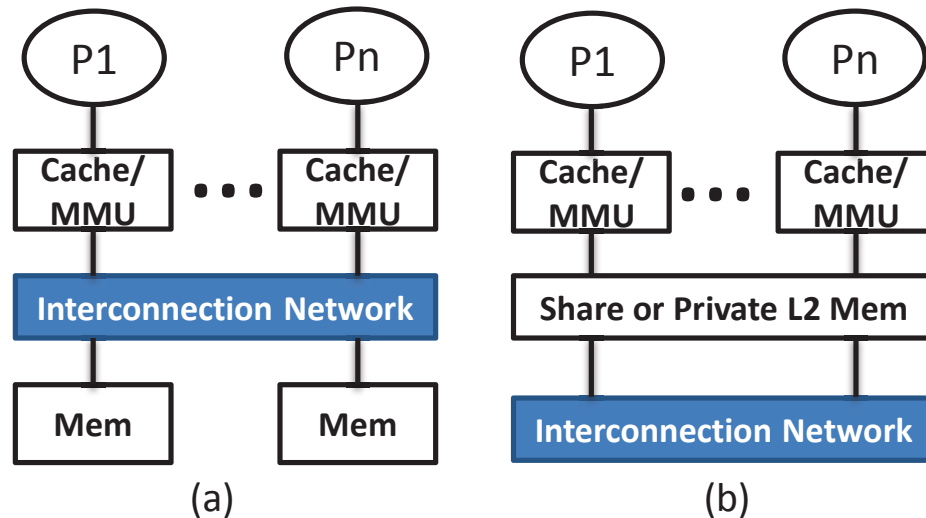 P1
Pn
Cache/
MMU
Cache/
MMU
Interconnection Network
Mem
Mem
(a)
P1
Pn
Cache/
MMU
Cache/
MMU
Share or Private L2 Mem
Interconnection Network
(b)